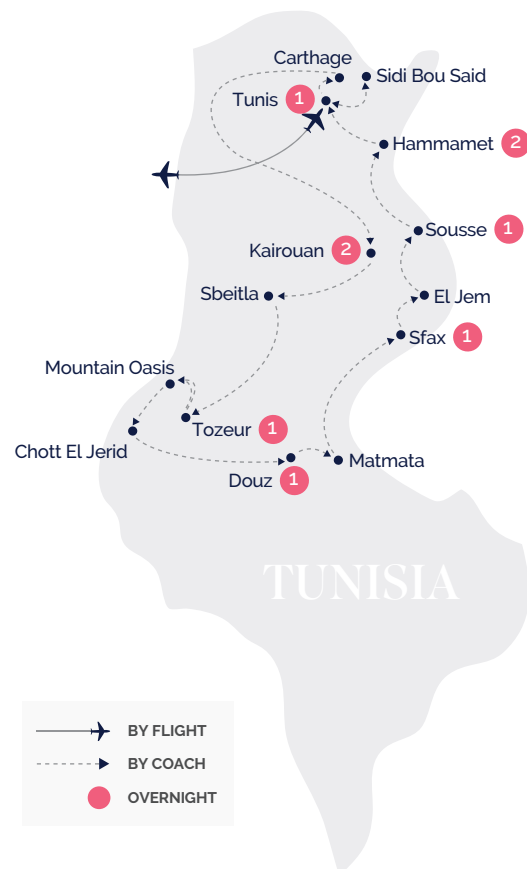 Carthage
Sidi Bou Said
Tunis 1
Hammamet 2
Sousse 1
Kairouan 2
Sbeitla
El Jem
Sfax 1
Mountain Oasis
Tozeur 1
Chott El Jerid
Matmata
Douz 1
TUNISIA
BY FLIGHT
BY COACH
OVERNIGHT